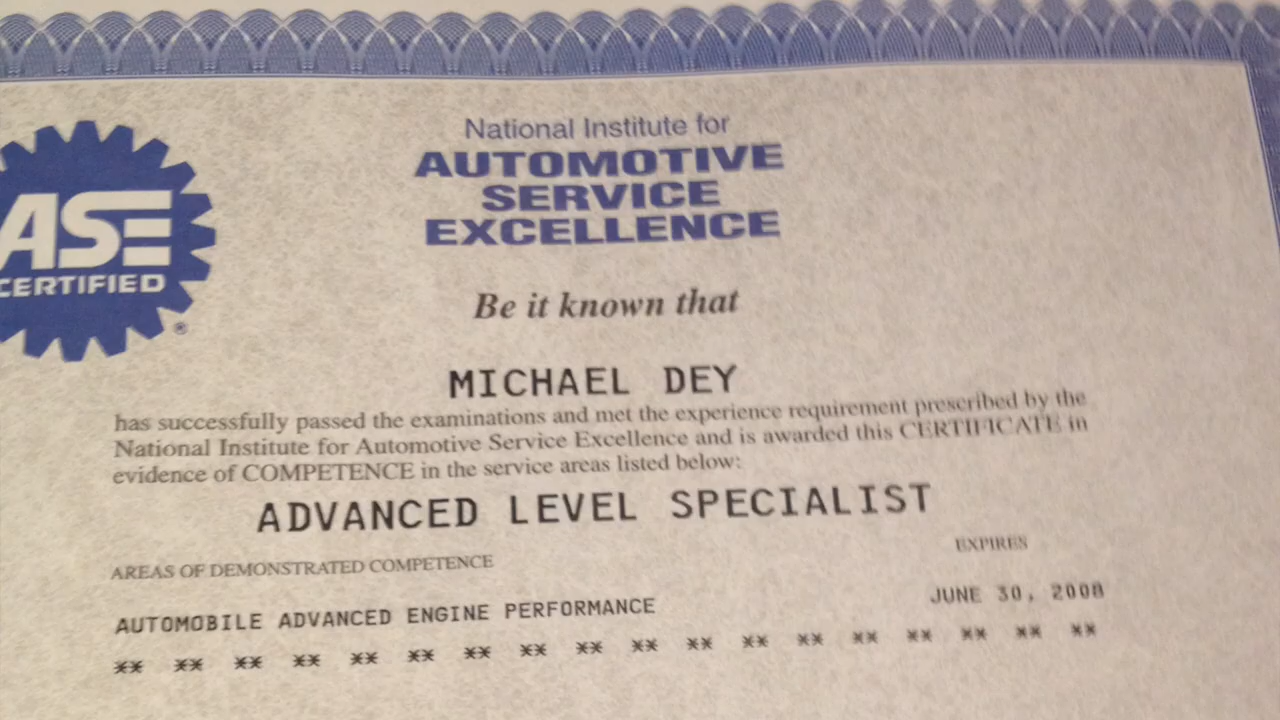 National Institute for
AUTOMOTIVE
SERVICE
EXCELLENCE
ASE
CERTIFIED
®
Be it known that
MICHAEL DEY
has successfully passed the examinations and met the experience requirement prescribed by the
National Institute for Automotive Service Excellence and is awarded this CERTIFICATE in
evidence of COMPETENCE in the service areas listed below:
ADVANCED LEVEL SPECIALIST
AREAS OF DEMONSTRATED COMPETENCE EXPIRES
AUTOMOBILE ADVANCED ENGINE PERFORMANCE JUNE 30, 2008
** ** ** ** ** ** ** ** ** ** ** ** ** ** ** ** ** **